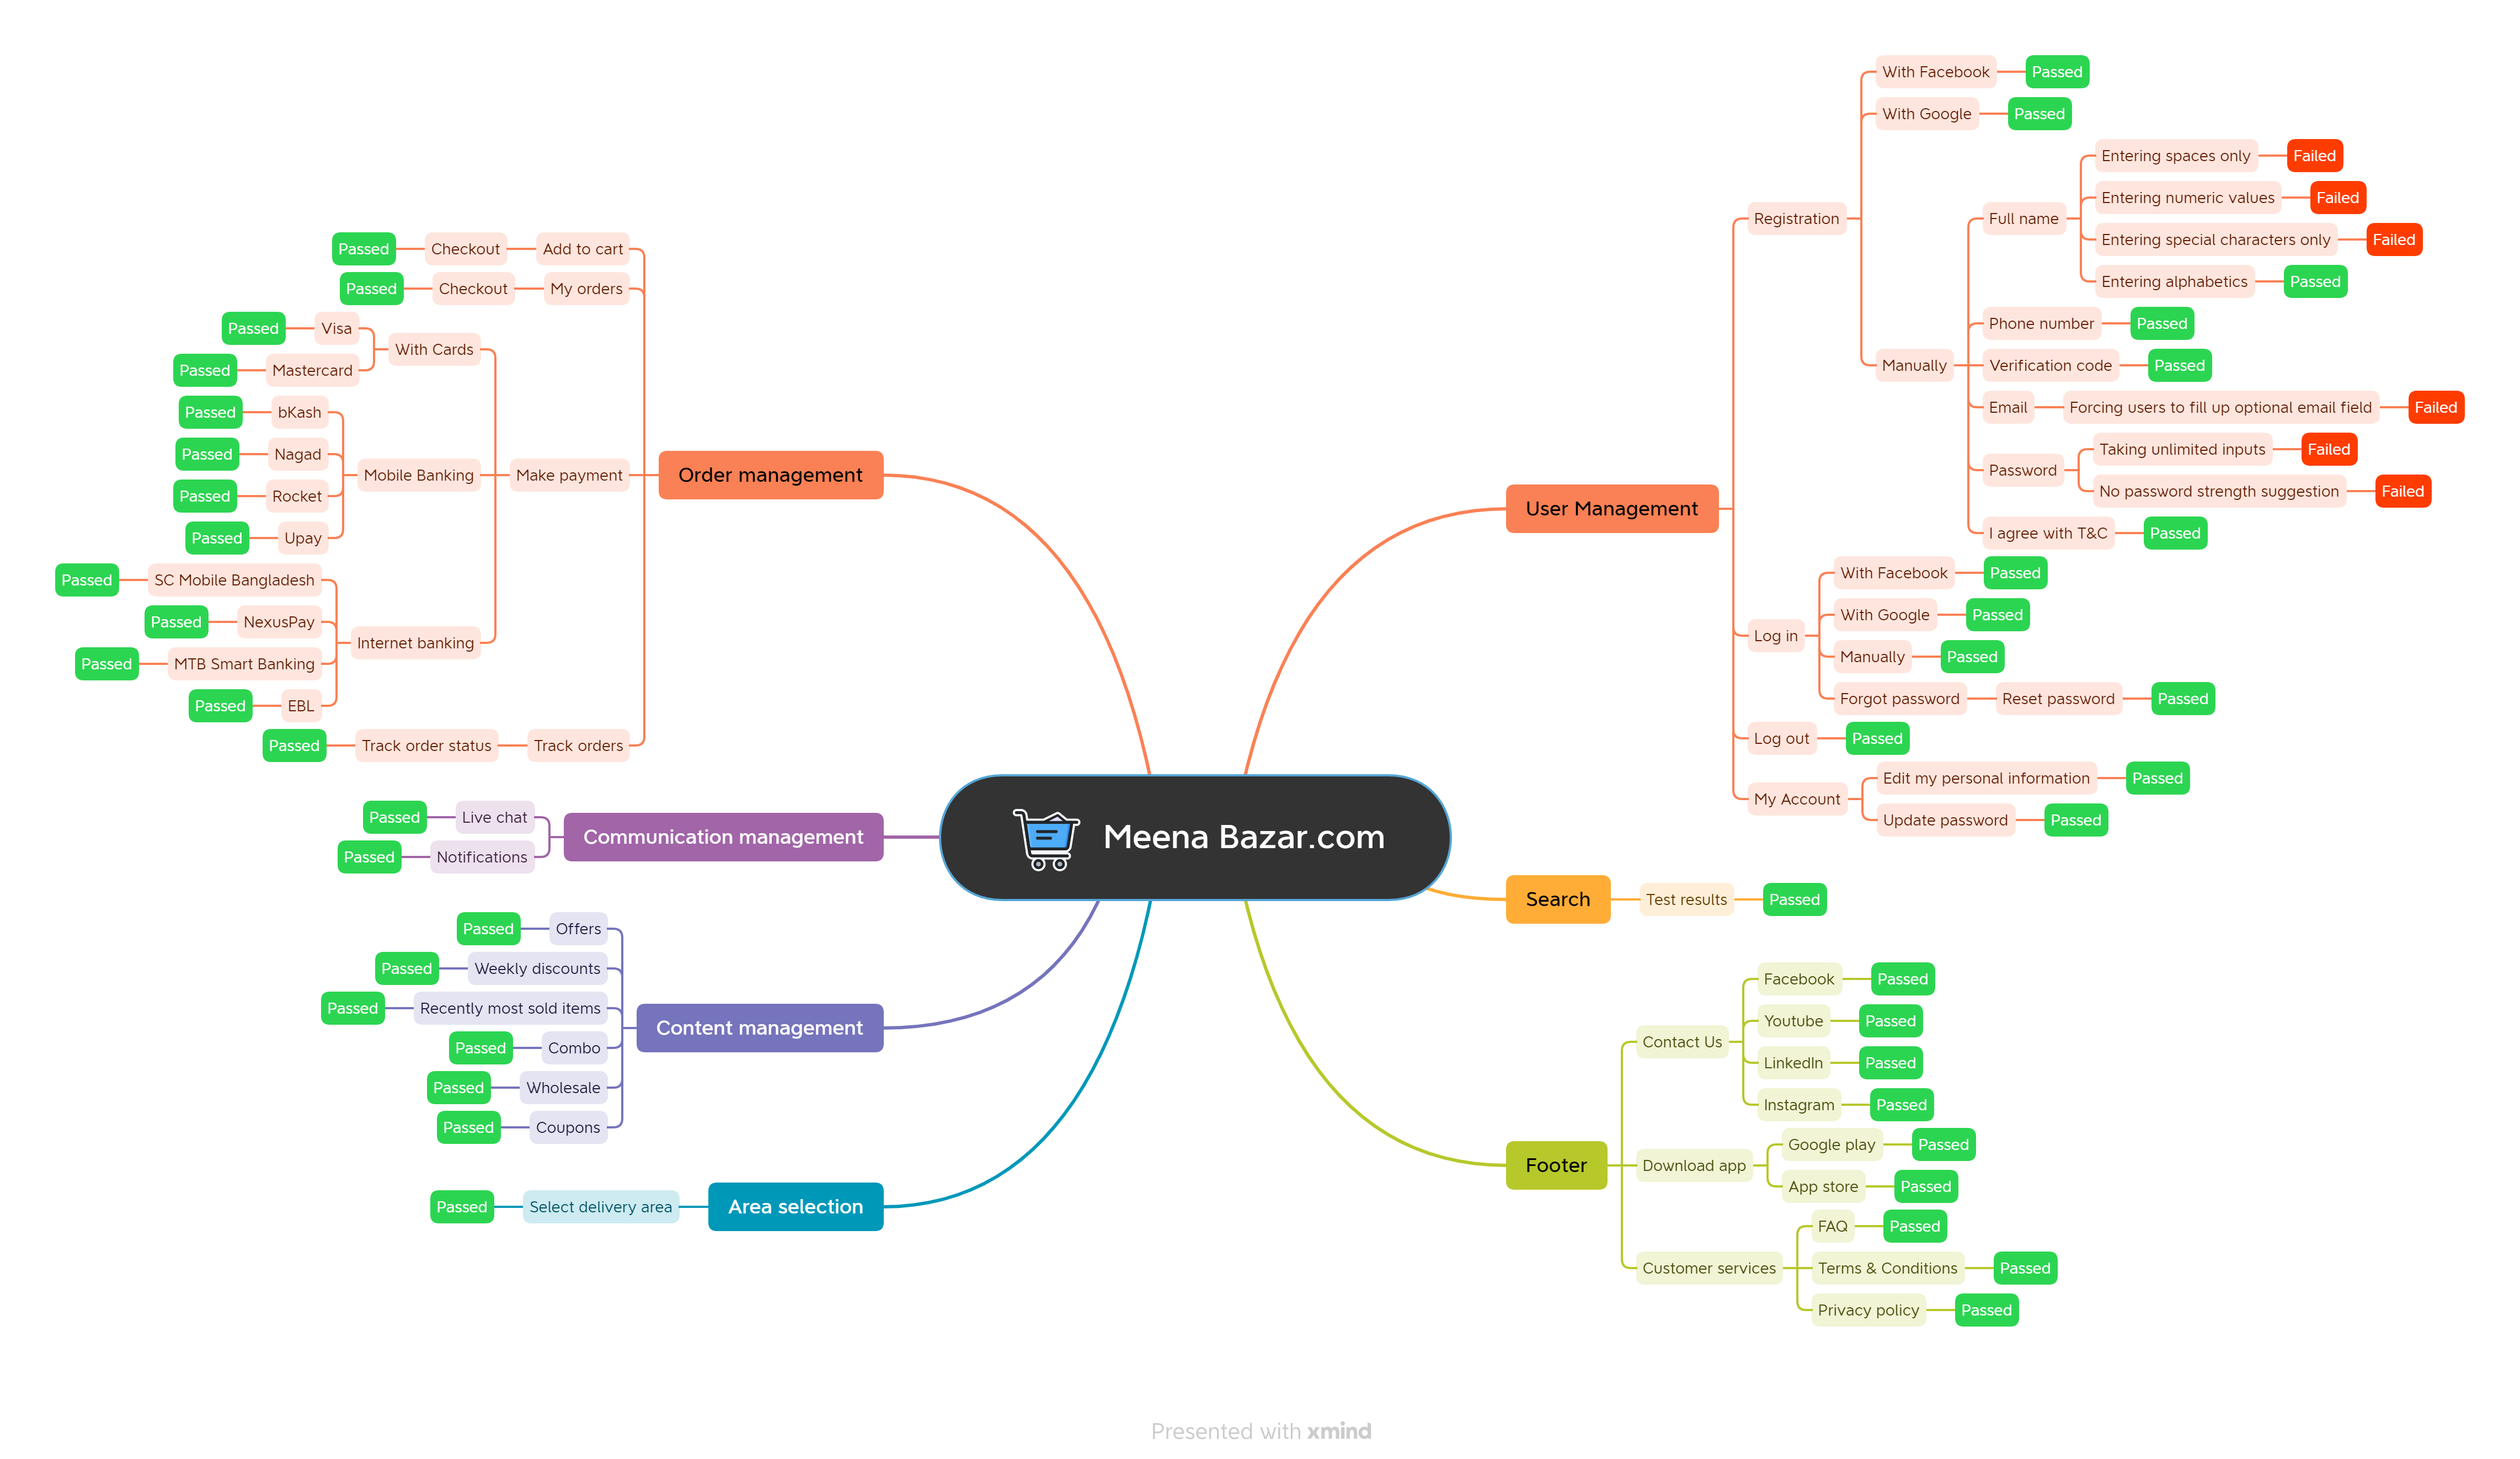 Meena Bazar.com
User Management
Registration
With Facebook
Passed
With Google
Passed
Manually
Full name
Entering spaces only
Failed
Entering numeric values
Failed
Entering special characters only
Failed
Entering alphabetics
Passed
Phone number
Passed
Verification code
Passed
Email
Forcing users to fill up optional email field
Failed
Password
Taking unlimited inputs
Failed
No password strength suggestion
Failed
I agree with T&C
Passed
Log in
With Facebook
Passed
With Google
Passed
Manually
Passed
Forgot password
Reset password
Passed
Log out
Passed
My Account
Edit my personal information
Passed
Update password
Passed
Search
Test results
Passed
Footer
Contact Us
Facebook
Passed
Youtube
Passed
LinkedIn
Passed
Instagram
Passed
Download app
Google play
Passed
App store
Passed
Customer services
FAQ
Passed
Terms & Conditions
Passed
Privacy policy
Passed
Order management
Add to cart
Checkout
Passed
My orders
Checkout
Passed
Make payment
With Cards
Visa
Passed
Mastercard
Passed
Mobile Banking
bKash
Passed
Nagad
Passed
Rocket
Passed
Upay
Passed
Internet banking
SC Mobile Bangladesh
Passed
NexusPay
Passed
MTB Smart Banking
Passed
EBL
Passed
Track orders
Track order status
Passed
Communication management
Live chat
Passed
Notifications
Passed
Content management
Offers
Passed
Weekly discounts
Passed
Recently most sold items
Passed
Combo
Passed
Wholesale
Passed
Coupons
Passed
Area selection
Select delivery area
Passed
Presented with xmind